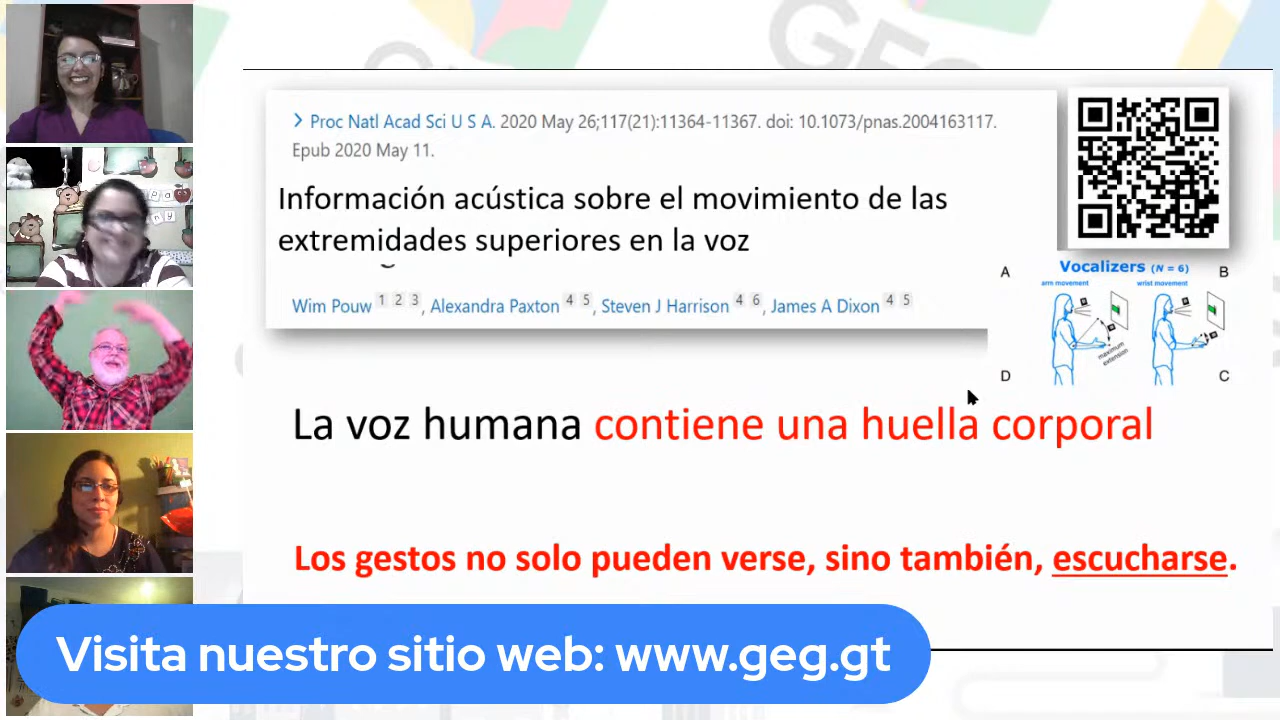 > Proc Natl Acad Sci U S A. 2020 May 26;117(21):11364-11367. doi: 10.1073/pnas.2004163117.
Epub 2020 May 11.
Información acústica sobre el movimiento de las
extremidades superiores en la voz
Wim Pouw 1 2 3, Alexandra Paxton 4 5, Steven J Harrison 4 6, James A Dixon 4 5
A
Vocalizers (N = 6)
B
arm movement
wrist movement
maximum
extension
D
C
La voz humana contiene una huella corporal
Los gestos no solo pueden verse, sino también, escucharse.
Visita nuestro sitio web: www.geg.gt